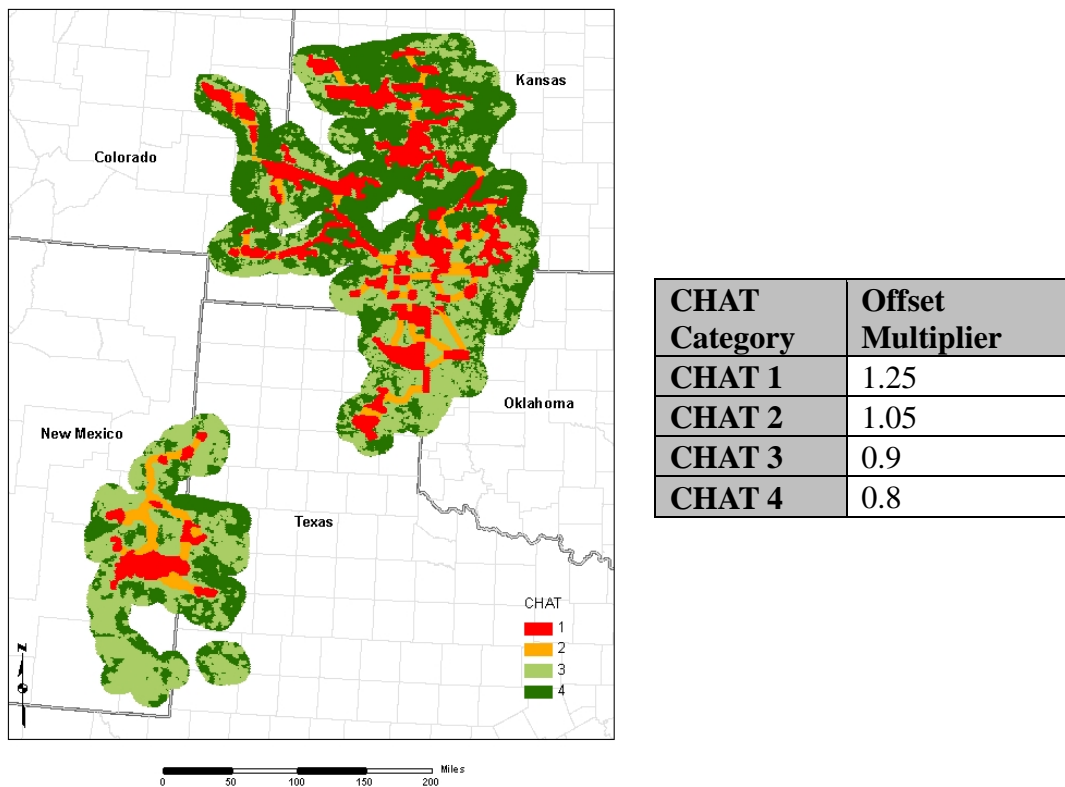 Kansas
Colorado
Oklahoma
New Mexico
Texas
CHAT
1
2
3
4
N
Miles
0 50 100 150 200
CHAT Category Offset Multiplier
CHAT 1 1.25
CHAT 2 1.05
CHAT 3 0.9
CHAT 4 0.8